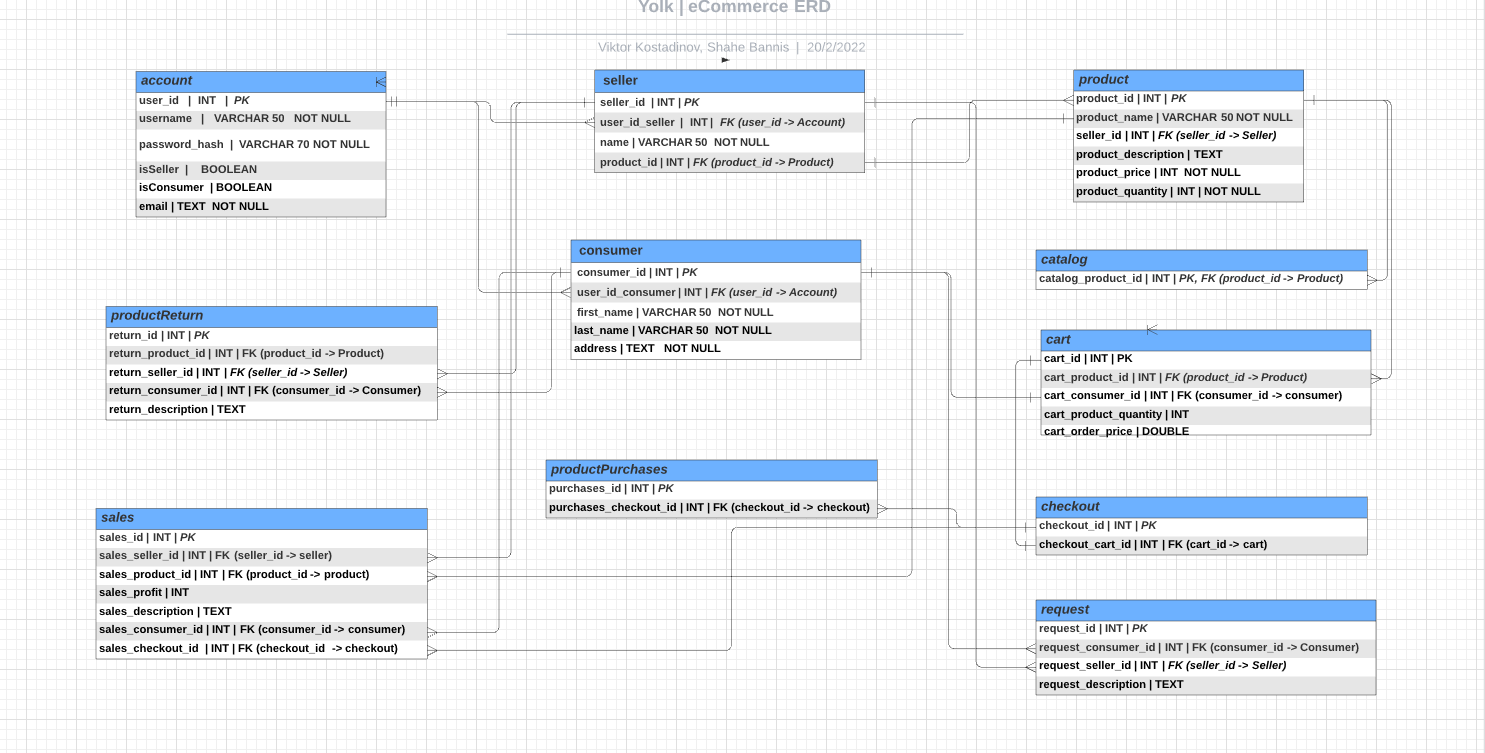 Yolk | eCommerce ERD
Viktor Kostadinov, Shahe Bannis | 20/2/2022
account
user_id | INT | PK
username | VARCHAR 50 NOT NULL
password_hash | VARCHAR 70 NOT NULL
isSeller | BOOLEAN
isConsumer | BOOLEAN
email | TEXT NOT NULL
seller
seller_id | INT | PK
user_id_seller | INT | FK (user_id -> Account)
name | VARCHAR 50 NOT NULL
product_id | INT | FK (product_id -> Product)
product
product_id | INT | PK
product_name | VARCHAR 50 NOT NULL
seller_id | INT | FK (seller_id -> Seller)
product_description | TEXT
product_price | INT NOT NULL
product_quantity | INT | NOT NULL
consumer
consumer_id | INT | PK
user_id_consumer | INT | FK (user_id -> Account)
first_name | VARCHAR 50 NOT NULL
last_name | VARCHAR 50 NOT NULL
address | TEXT NOT NULL
catalog
catalog_product_id | INT | PK, FK (product_id -> Product)
productReturn
return_id | INT | PK
return_product_id | INT | FK (product_id -> Product)
return_seller_id | INT | FK (seller_id -> Seller)
return_consumer_id | INT | FK (consumer_id -> Consumer)
return_description | TEXT
cart
cart_id | INT | PK
cart_product_id | INT | FK (product_id -> Product)
cart_consumer_id | INT | FK (consumer_id -> consumer)
cart_product_quantity | INT
cart_order_price | DOUBLE
productPurchases
purchases_id | INT | PK
purchases_checkout_id | INT | FK (checkout_id -> checkout)
checkout
checkout_id | INT | PK
checkout_cart_id | INT | FK (cart_id -> cart)
sales
sales_id | INT | PK
sales_seller_id | INT | FK (seller_id -> seller)
sales_product_id | INT | FK (product_id -> product)
sales_profit | INT
sales_description | TEXT
sales_consumer_id | INT | FK (consumer_id -> consumer)
sales_checkout_id | INT | FK (checkout_id -> checkout)
request
request_id | INT | PK
request_consumer_id | INT | FK (consumer_id -> Consumer)
request_seller_id | INT | FK (seller_id -> Seller)
request_description | TEXT